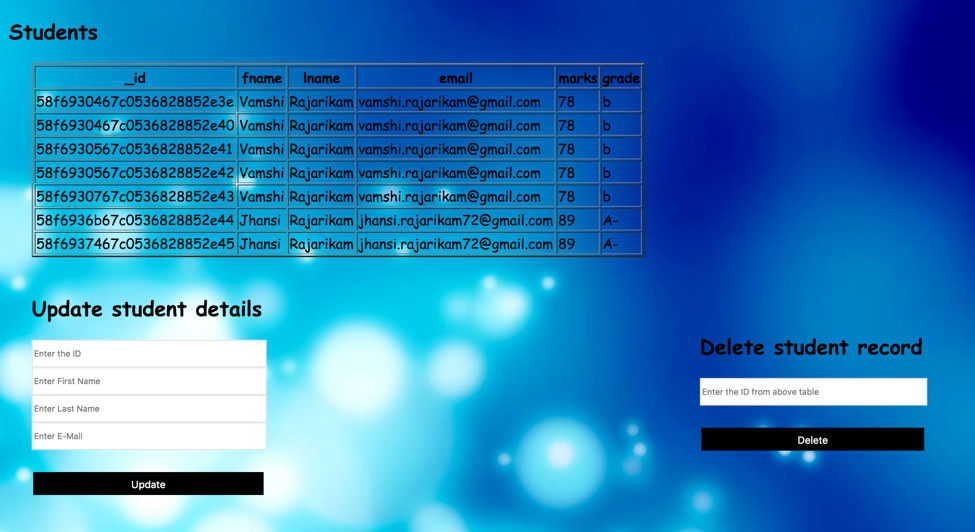 Students
_id fname lname email marks grade
58f6930467c0536828852e3e Vamshi Rajarikam vamshi.rajarikam@gmail.com 78 b
58f6930467c0536828852e40 Vamshi Rajarikam vamshi.rajarikam@gmail.com 78 b
58f6930567c0536828852e41 Vamshi Rajarikam vamshi.rajarikam@gmail.com 78 b
58f6930567c0536828852e42 Vamshi Rajarikam vamshi.rajarikam@gmail.com 78 b
58f6930767c0536828852e43 Vamshi Rajarikam vamshi.rajarikam@gmail.com 78 b
58f6936b67c0536828852e44 Jhansi Rajarikam jhansi.rajarikam72@gmail.com 89 A-
58f6937467c0536828852e45 Jhansi Rajarikam jhansi.rajarikam72@gmail.com 89 A-
Update student details
Enter the ID
Enter First Name
Enter Last Name
Enter E-Mail
Update
Delete student record
Enter the ID from above table
Delete